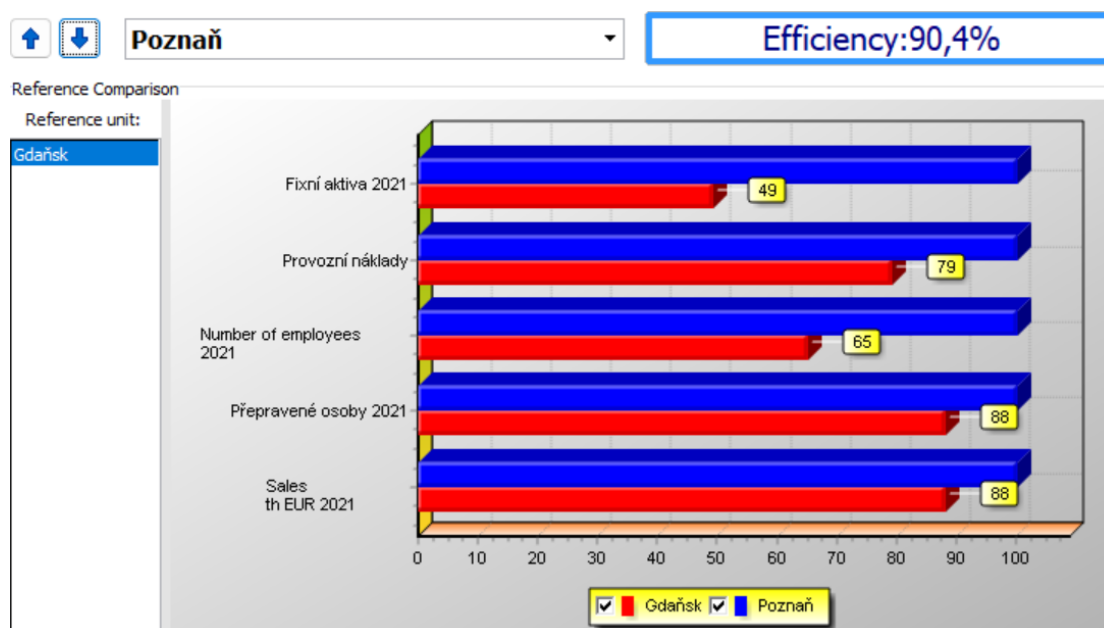 Poznaň
Efficiency:90,4%
Reference Comparison
Reference unit:
Gdaňsk
Fixní aktiva 2021
49
Provozní náklady
79
Number of employees
2021
65
Přepravené osoby 2021
88
Sales
th EUR 2021
88
0 10 20 30 40 50 60 70 80 90 100
Gdaňsk Poznaň